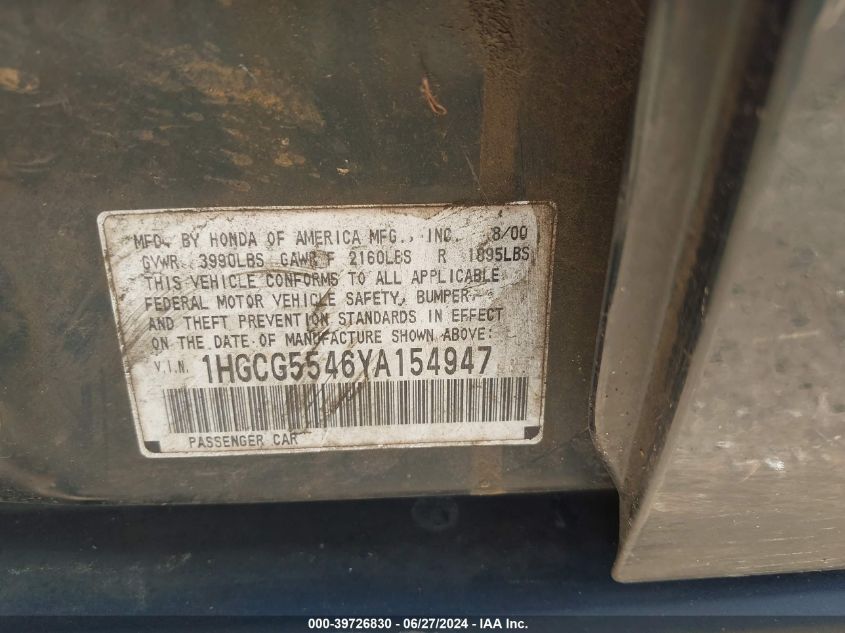 MFD. BY HONDA OF AMERICA MFG., INC. 8/00
GVWR 3990LBS GAWR F 2160LBS R 1895LBS
THIS VEHICLE CONFORMS TO ALL APPLICABLE
FEDERAL MOTOR VEHICLE SAFETY, BUMPER
AND THEFT PREVENTION STANDARDS IN EFFECT
ON THE DATE OF MANUFACTURE SHOWN ABOVE:
V.I.N. 1HGCG5546YA154947
PASSENGER CAR
000-39726830 - 06/27/2024 - IAA Inc.